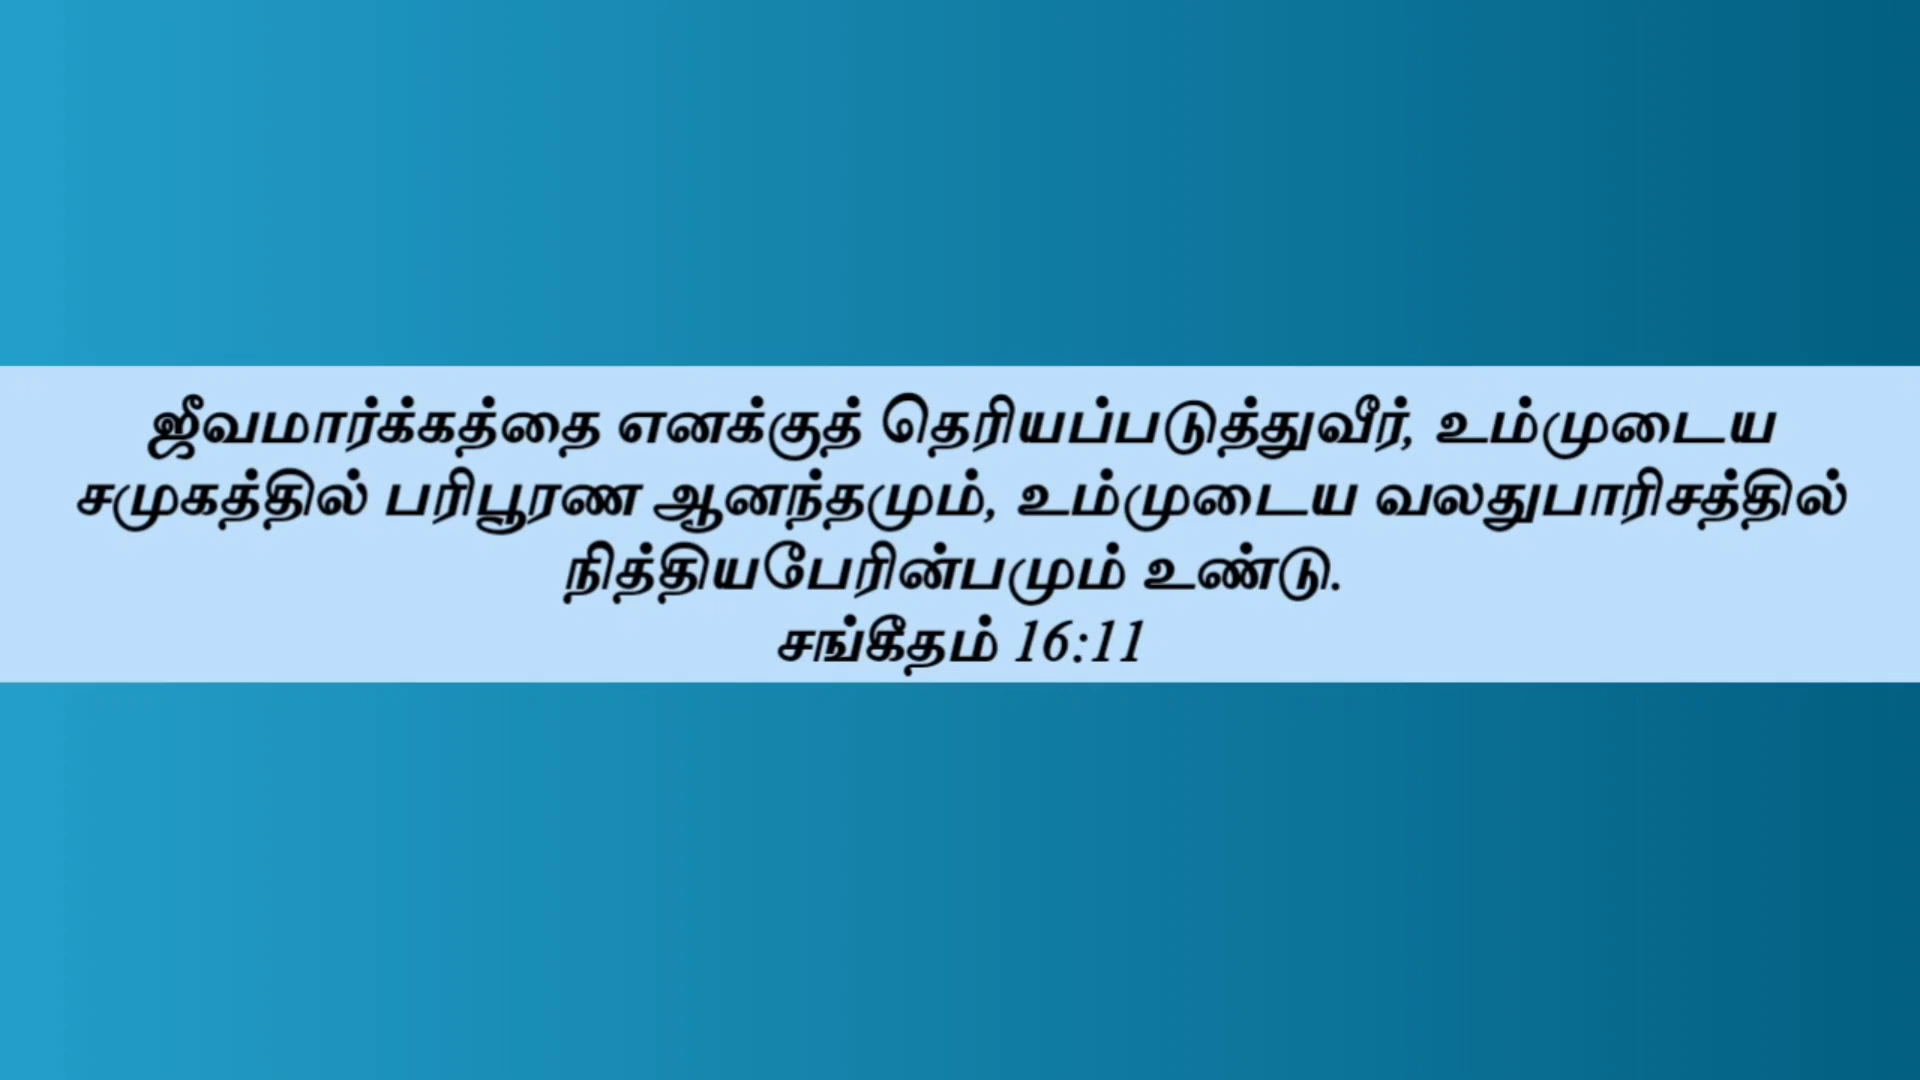 ஜீவமார்க்கத்தை எனக்குத் தெரியப்படுத்துவீர், உம்முடைய
சமுகத்தில் பரிபூரண ஆனந்தமும், உம்முடைய வலதுபாரிசத்தில்
நித்தியபேரின்பமும் உண்டு.
சங்கீதம் 16:11